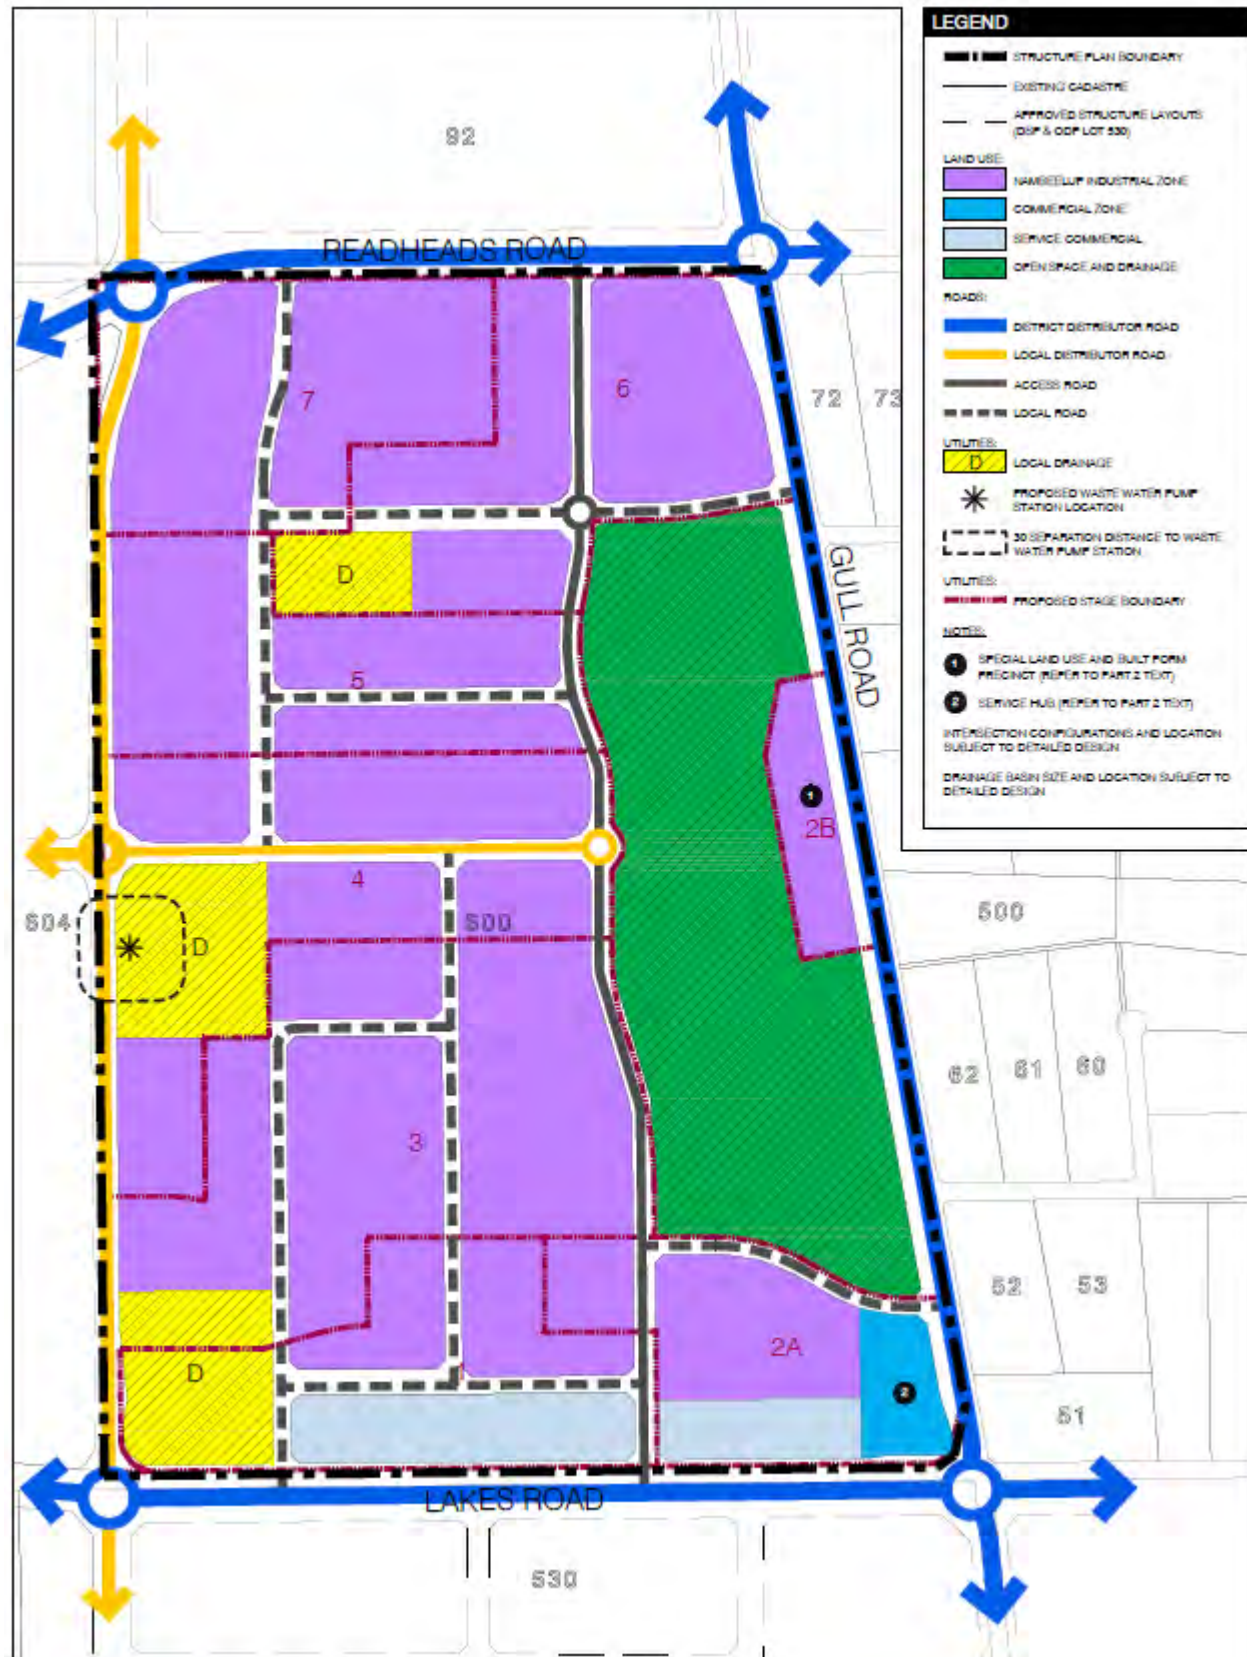 LEGEND
STRUCTURE PLAN BOUNDARY
EXISTING CADASTRE
APPROVED STRUCTURE LAYOUTS
(DSP & ODP LOT 530)
LAND USE:
NAMBEELUP INDUSTRIAL ZONE
COMMERCIAL ZONE
SERVICE COMMERCIAL
OPEN SPACE AND DRAINAGE
ROADS:
DISTRICT DISTRIBUTOR ROAD
LOCAL DISTRIBUTOR ROAD
ACCESS ROAD
LOCAL ROAD
UTILITIES:
D
LOCAL DRAINAGE
PROPOSED WASTE WATER PUMP
STATION LOCATION
30 SEPARATION DISTANCE TO WASTE
WATER PUMP STATION
UTILITIES:
PROPOSED STAGE BOUNDARY
NOTES:
1
SPECIAL LAND USE AND BUILT FORM
PRECINCT (REFER TO PART 2 TEXT)
2
SERVICE HUB (REFER TO PART 2 TEXT)
INTERSECTION CONFIGURATIONS AND LOCATION
SUBJECT TO DETAILED DESIGN
DRAINAGE BASIN SIZE AND LOCATION SUBJECT TO
DETAILED DESIGN
92
READHEADS ROAD
7
6
72
73
D
GULL ROAD
5
1
2B
4
604
600
500
D
62
61
60
3
52
53
2A
D
1
2
51
LAKES ROAD
530